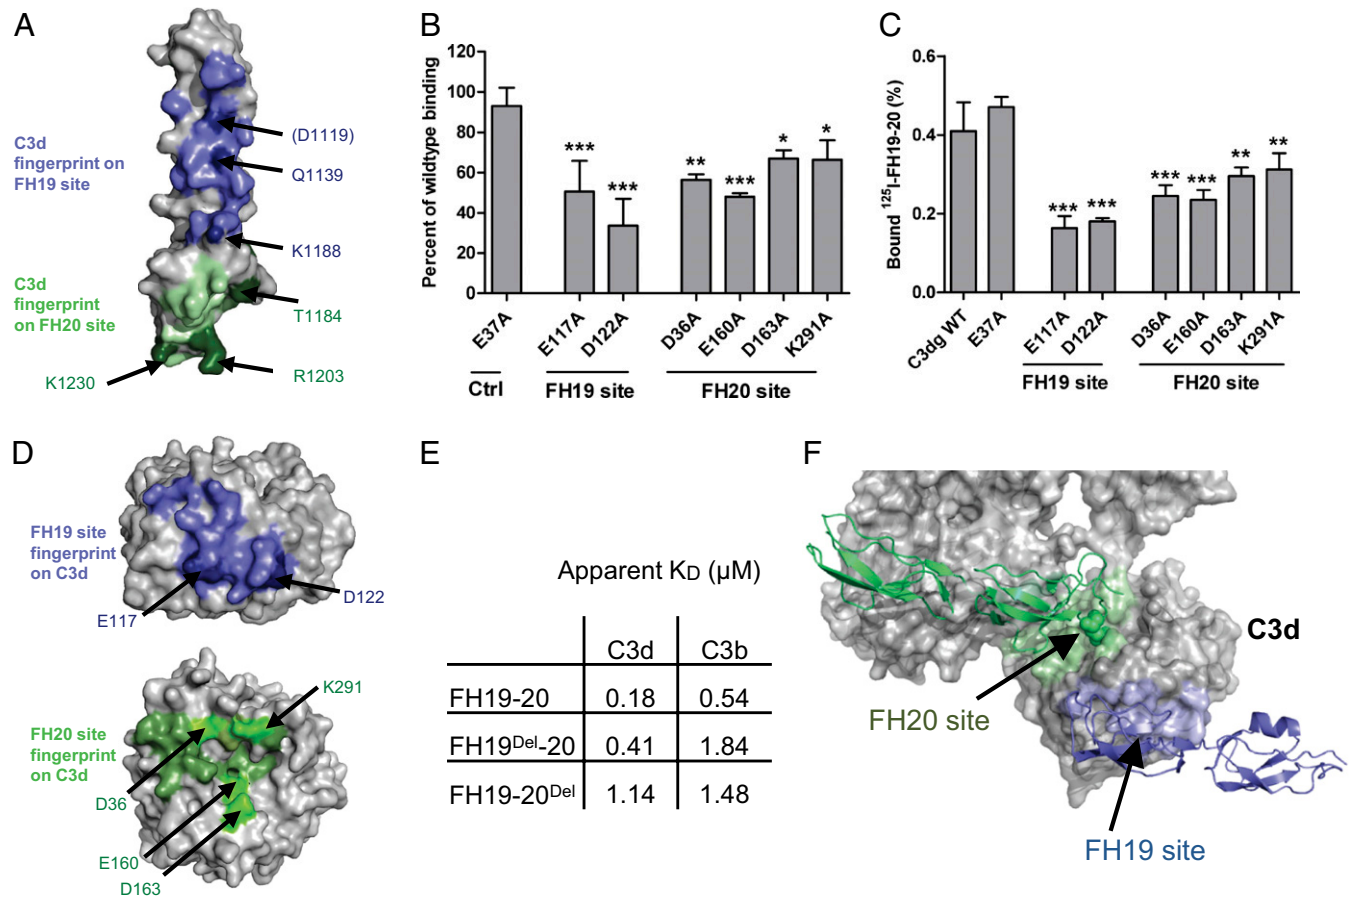 A
C3d
fingerprint on
FH19 site
(D1119)
Q1139
K1188
C3d
fingerprint
on FH20 site
T1184
K1230
R1203
B
Percent of wildtype binding
120
100
80
60
40
20
0
***
***
**
***
*
*
E37A
E117A
D122A
D36A
E160A
D163A
K291A
Ctrl
FH19 site
FH20 site
C
Bound ¹²⁵I-FH19-20 (%)
0.6
0.4
0.2
0.0
***
***
***
***
**
**
C3dg WT
E37A
E117A
D122A
D36A
E160A
D163A
K291A
FH19 site
FH20 site
D
FH19 site
fingerprint
on C3d
E117
D122
FH20 site
fingerprint
on C3d
K291
D36
E160
D163
E
Apparent KD (µM)
C3d C3b
FH19-20 0.18 0.54
FH19ᴰᵉˡ-20 0.41 1.84
FH19-20ᴰᵉˡ 1.14 1.48
F
C3d
FH20 site
FH19 site